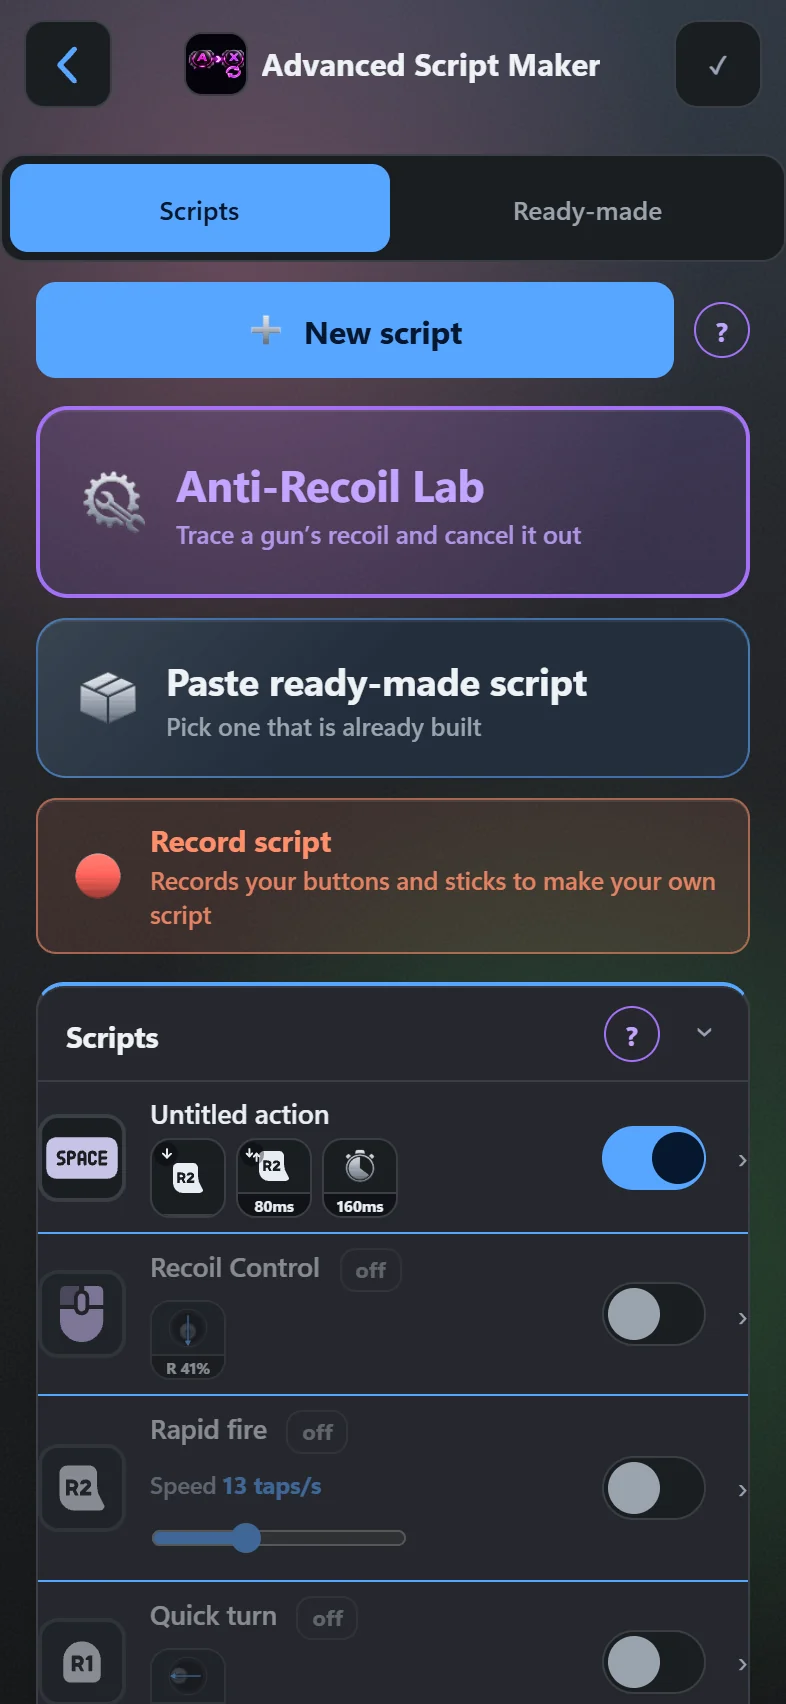 Advanced Script Maker
✓
Scripts
Ready-made
➕ New script
?
Anti-Recoil Lab
Trace a gun’s recoil and cancel it out
Paste ready-made script
Pick one that is already built
Record script
Records your buttons and sticks to make your own
script
Scripts
?
Untitled action
SPACE
R2
R2
80ms
160ms
Recoil Control
off
R 41%
Rapid fire
off
R2
Speed 13 taps/s
Quick turn
off
R1